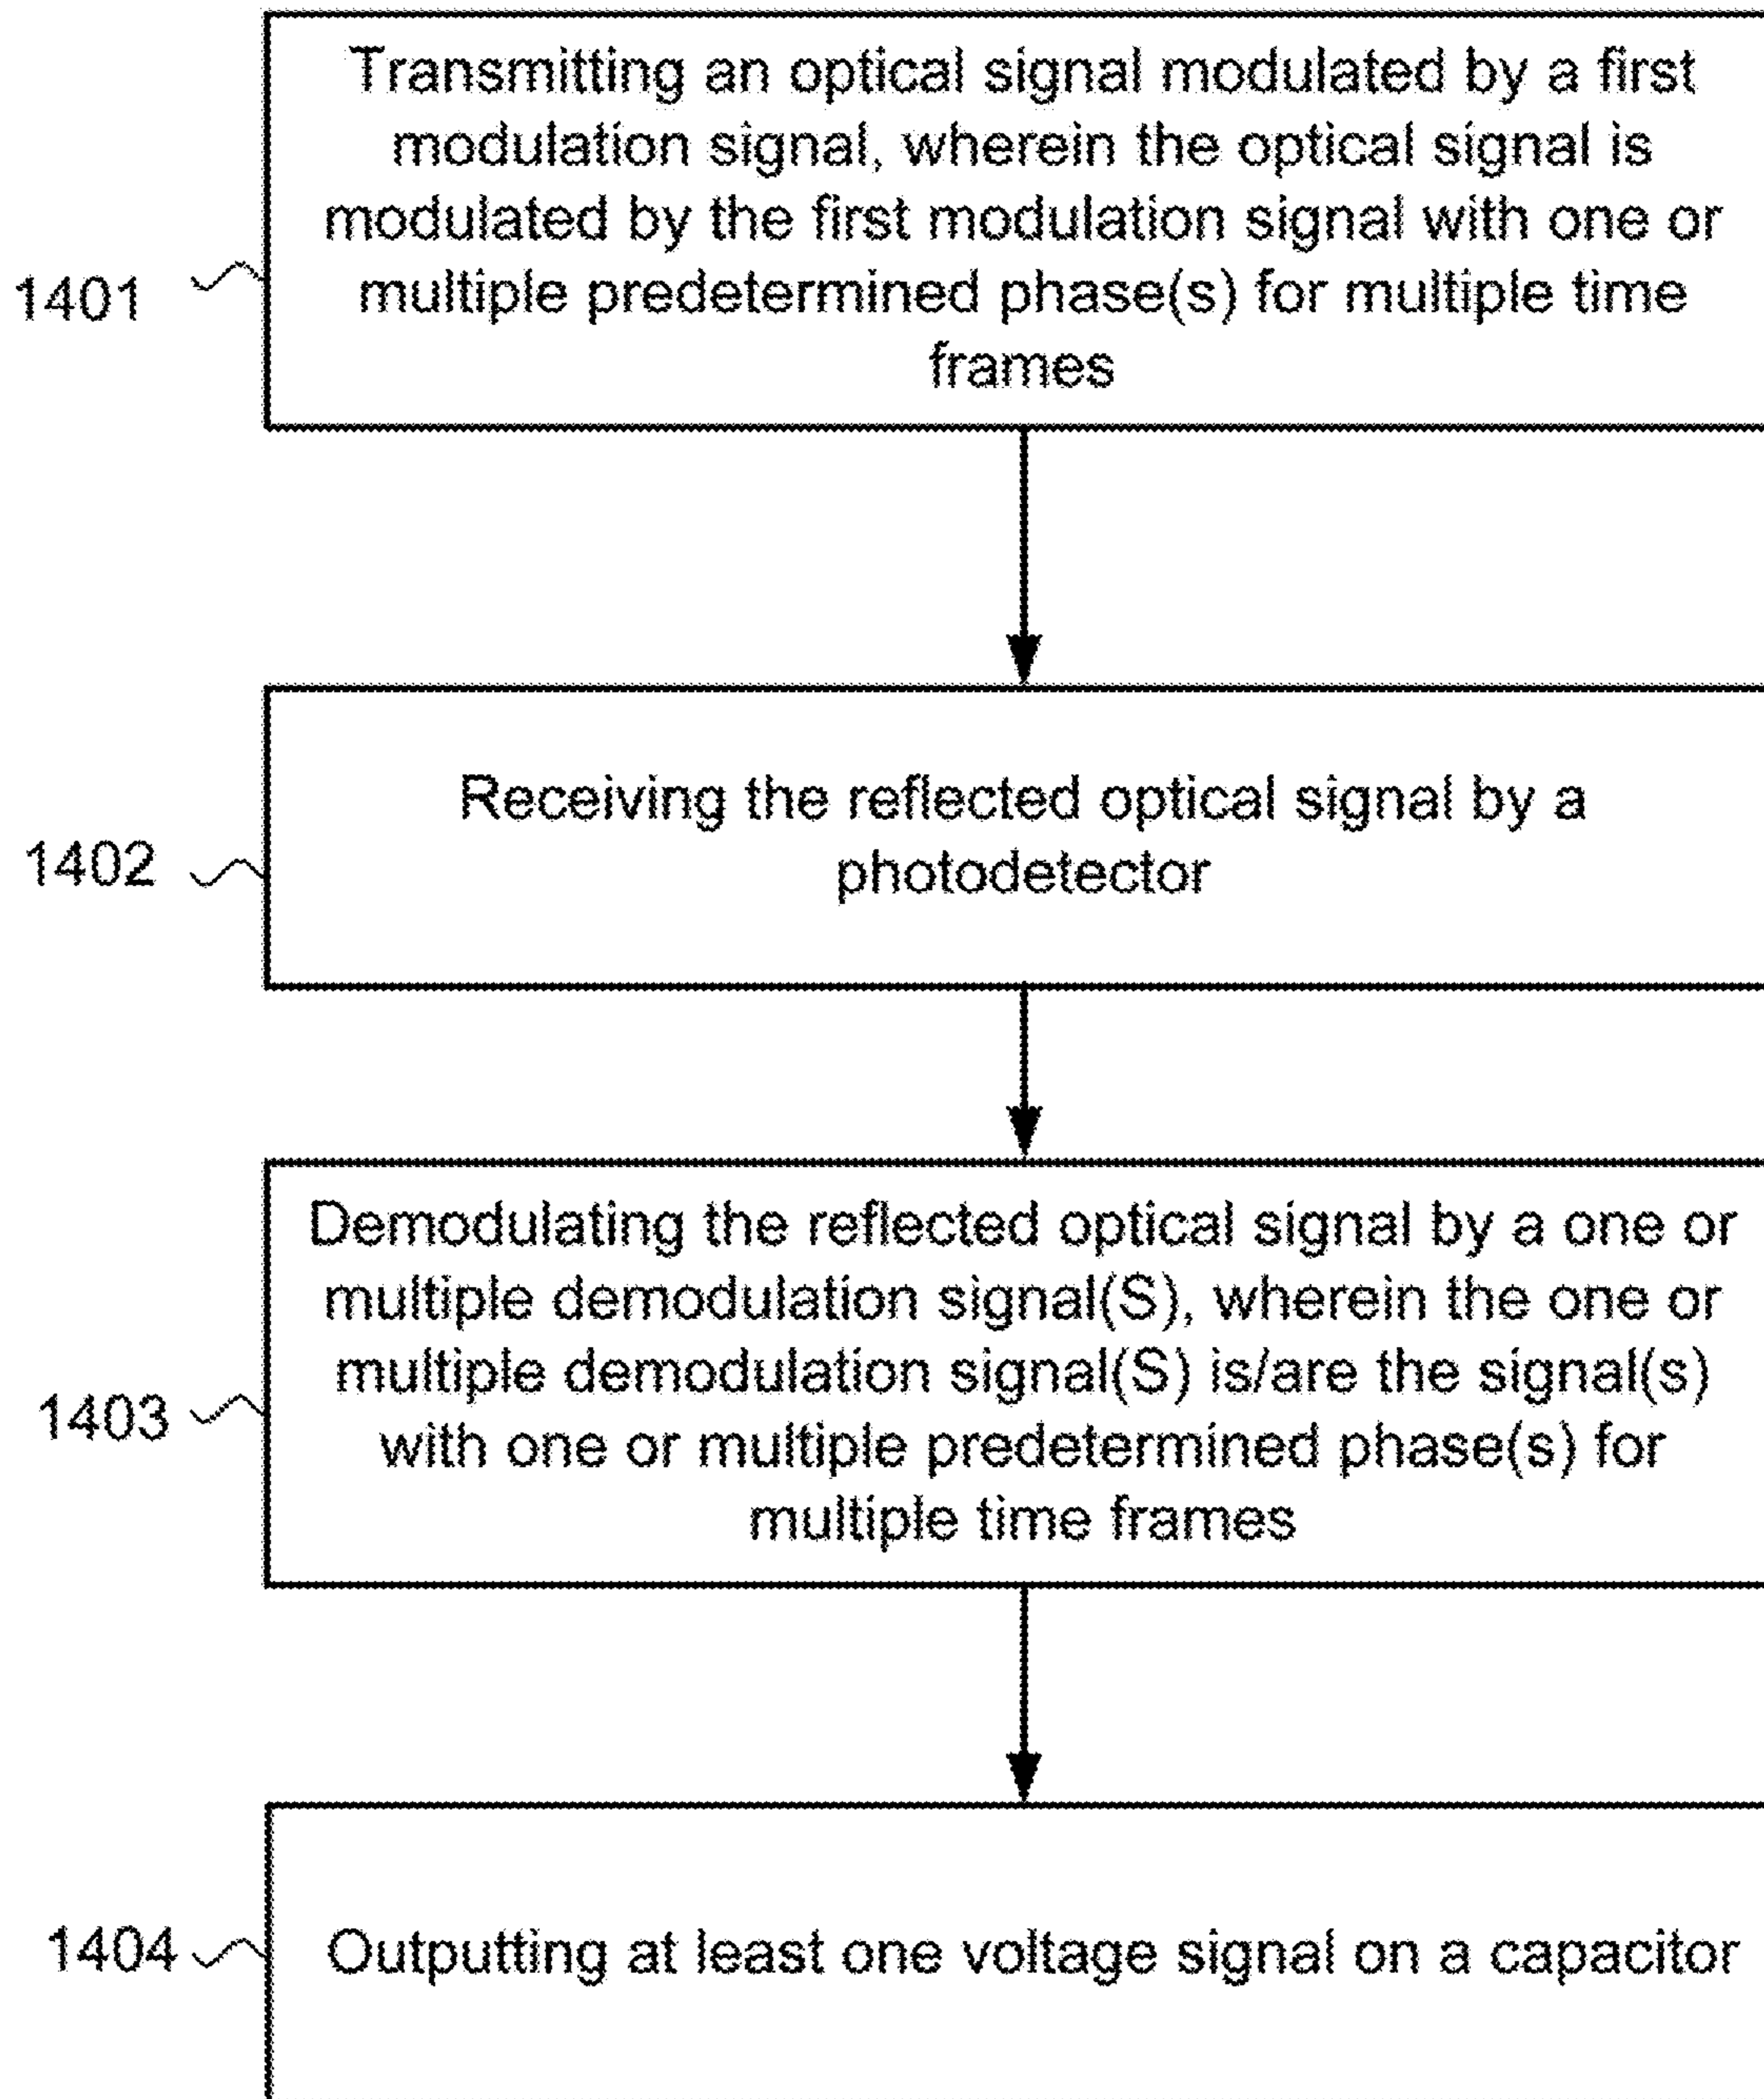 Transmitting an optical signal modulated by a first
modulation signal, wherein the optical signal is
modulated by the first modulation signal with one or
multiple predetermined phase(s) for multiple time
frames
1401
Receiving the reflected optical signal by a
photodetector
1402
Demodulating the reflected optical signal by a one or
multiple demodulation signal(S), wherein the one or
multiple demodulation signal(S) is/are the signal(s)
with one or multiple predetermined phase(s) for
multiple time frames
1403
Outputting at least one voltage signal on a capacitor
1404